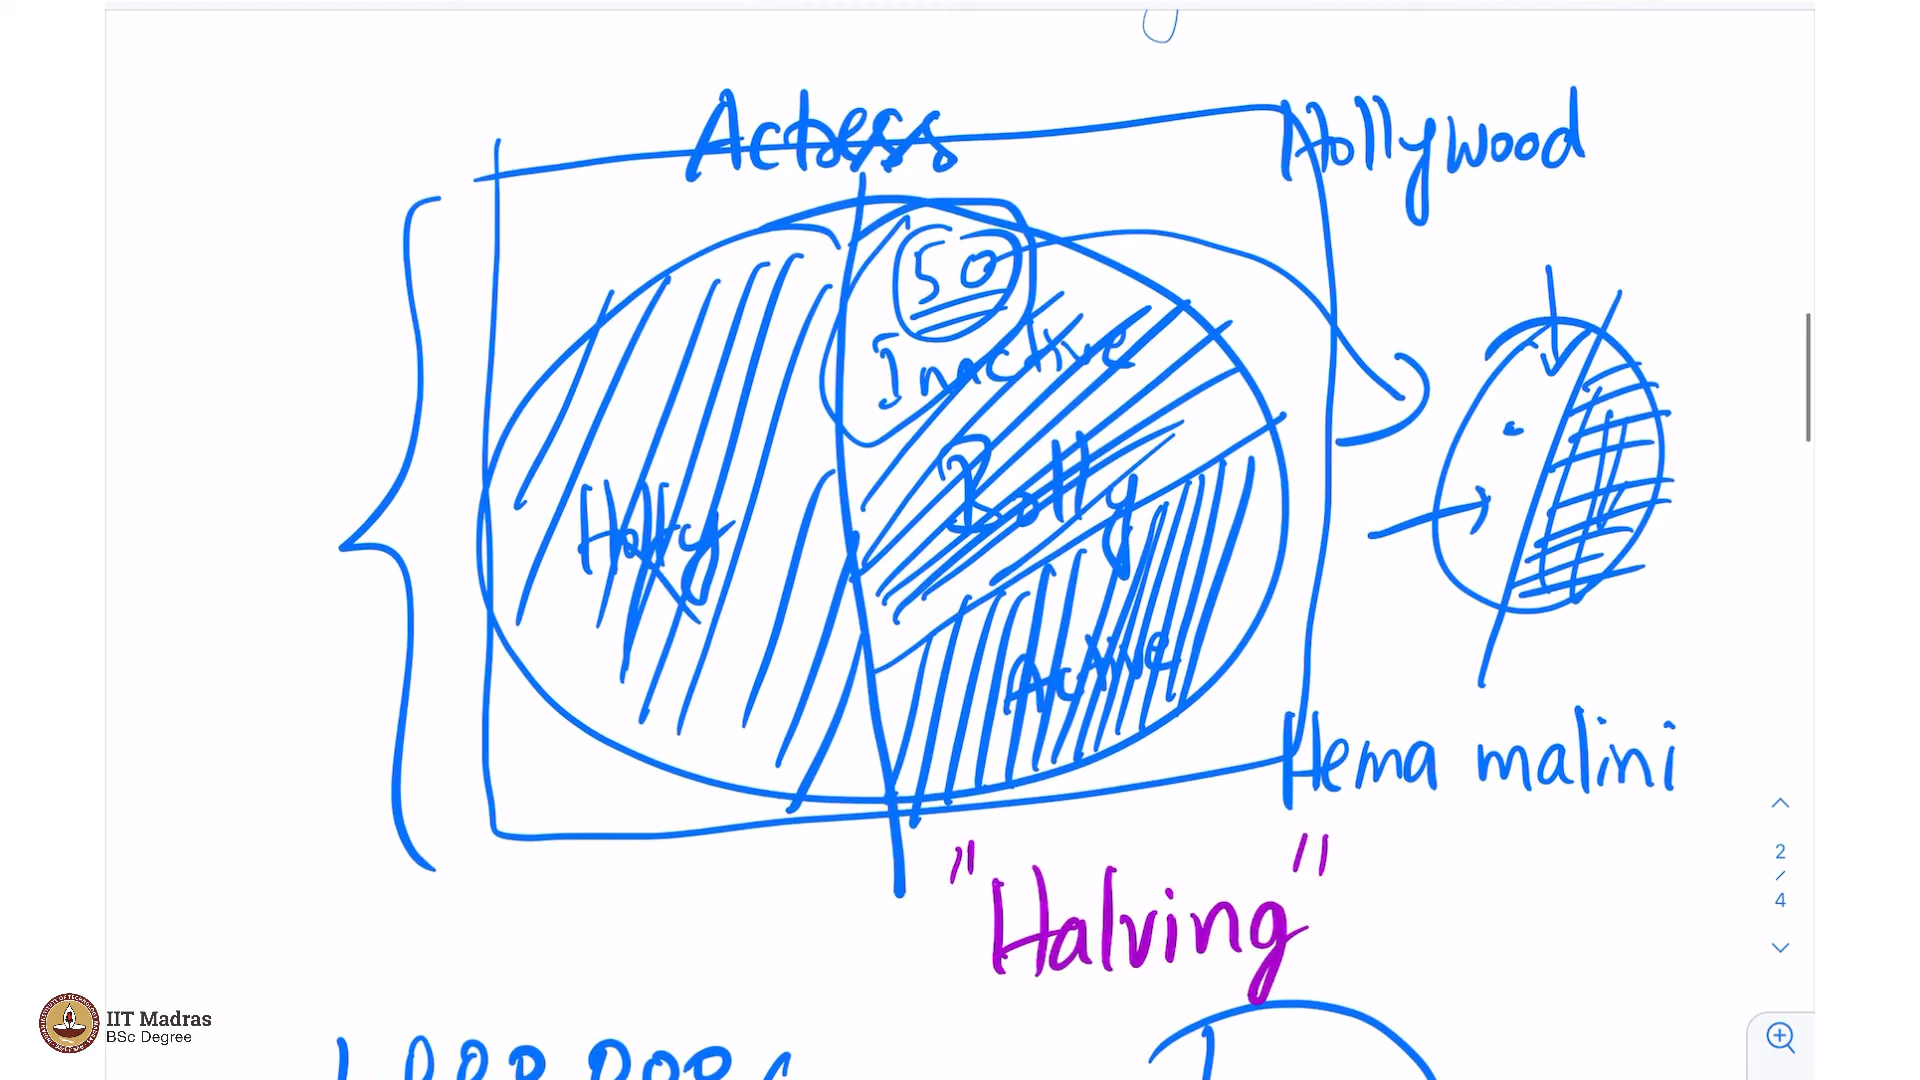 Actress
Hollywood
50
Inactive
Bolly
Holly
Active
Hema malini
"Halving"
2
/
4
IIT Madras
BSc Degree